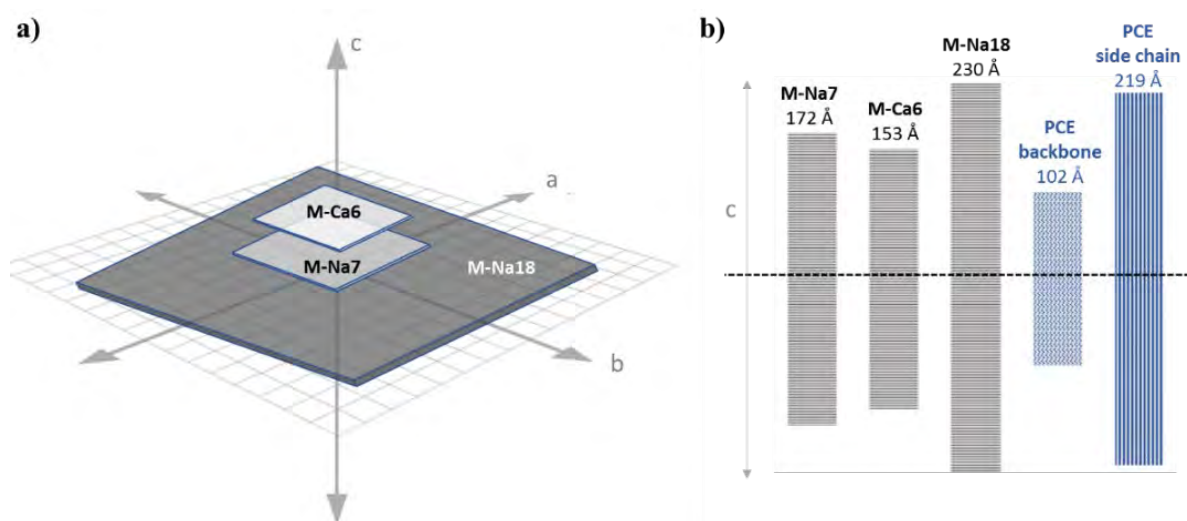 a)
c
a
M-Ca6
M-Na7
M-Na18
b
b)
M-Na7
172 Å
M-Ca6
153 Å
M-Na18
230 Å
PCE
backbone
102 Å
PCE
side chain
219 Å
c